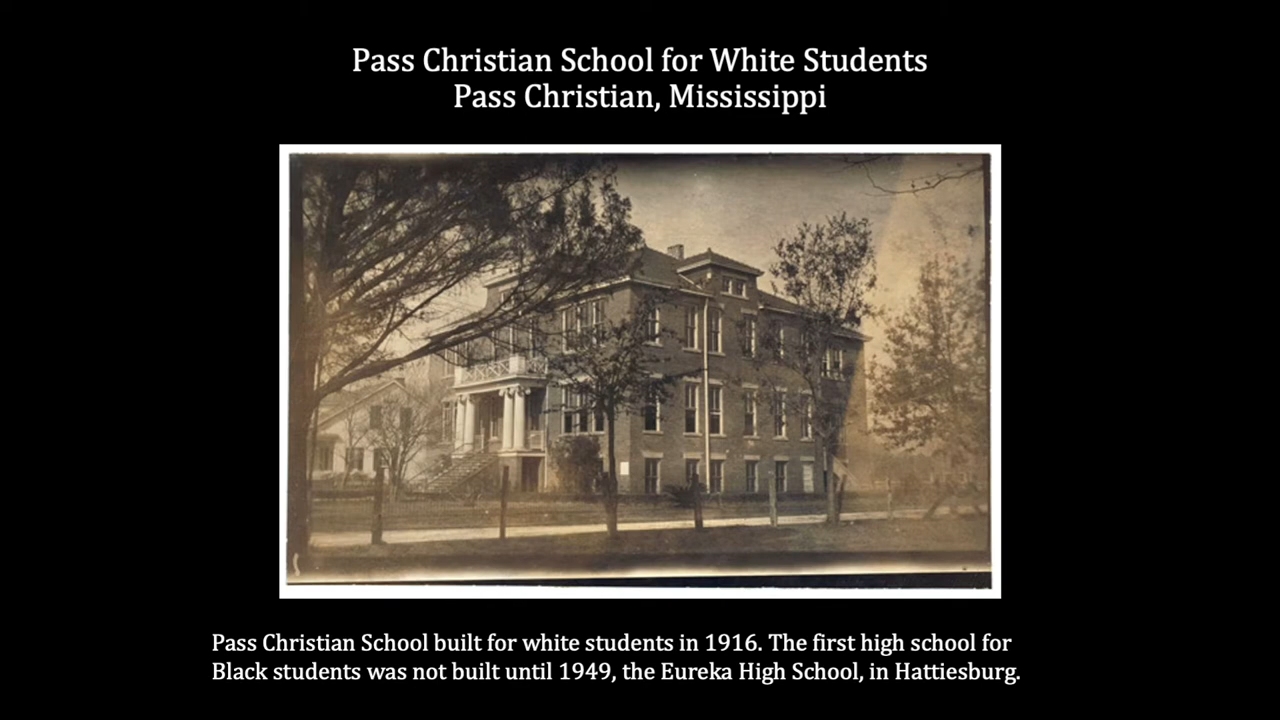 Pass Christian School for White Students
Pass Christian, Mississippi
Pass Christian School built for white students in 1916. The first high school for
Black students was not built until 1949, the Eureka High School, in Hattiesburg.